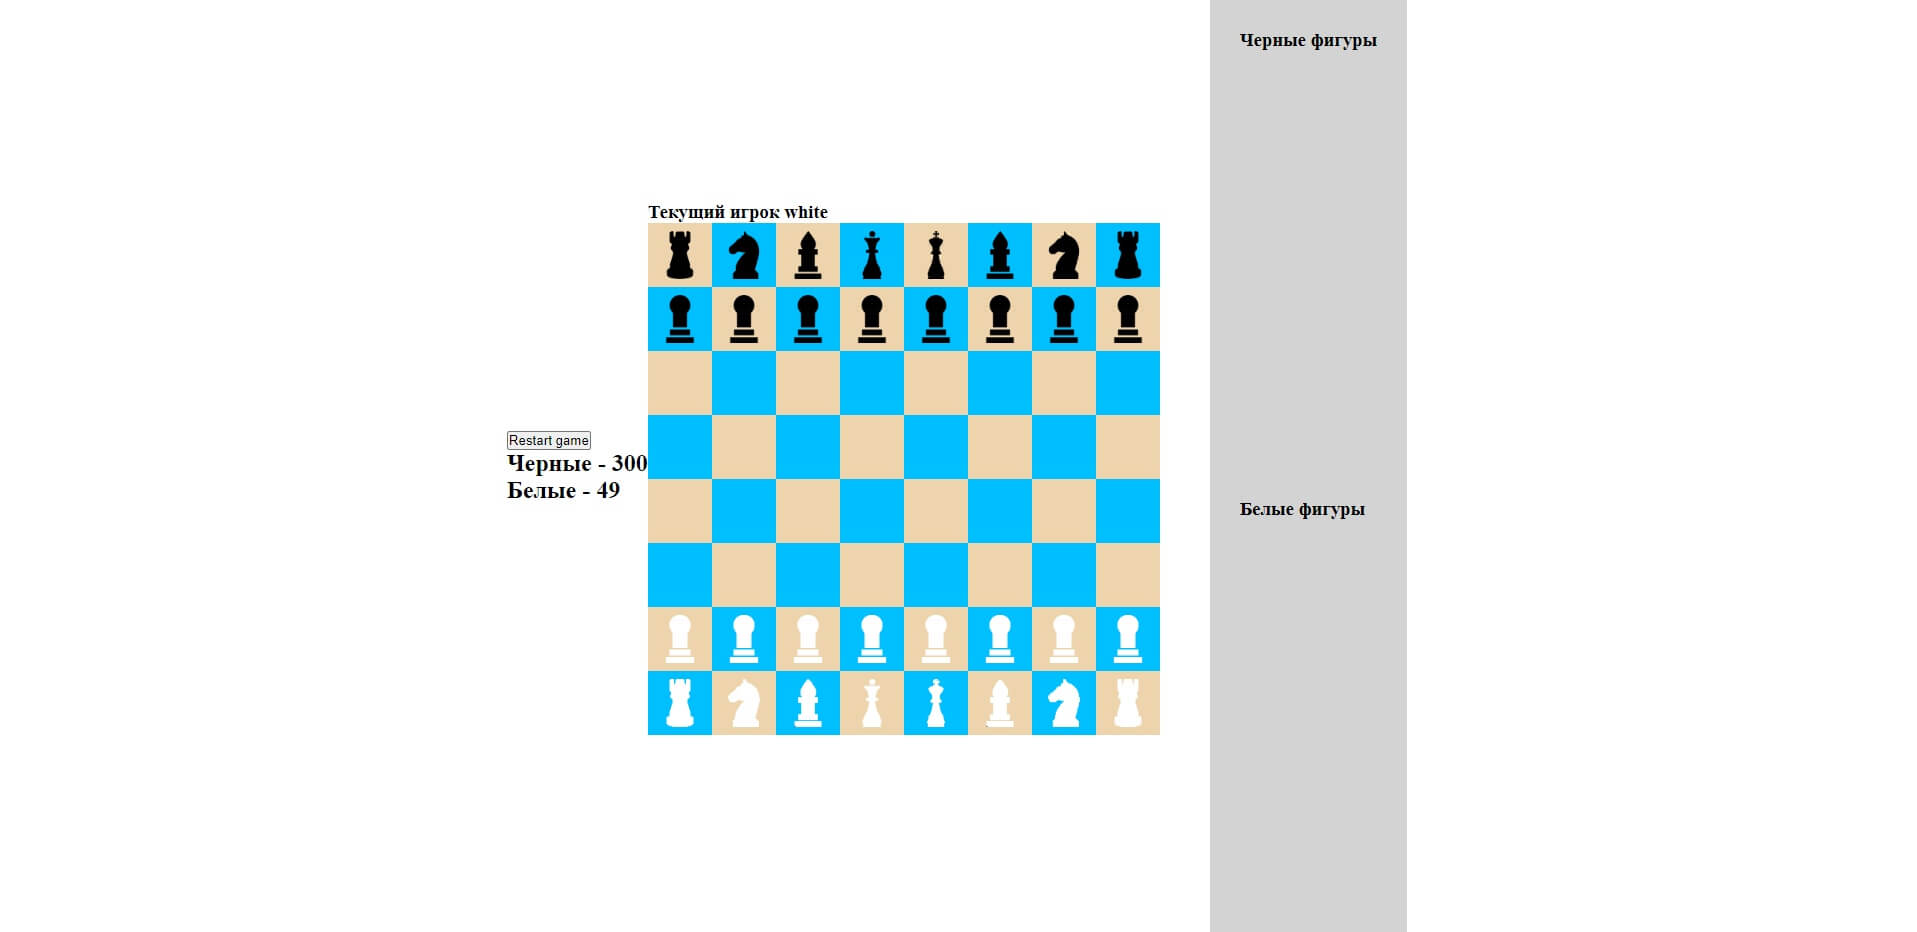 Restart game
Черные - 300
Белые - 49
Текущий игрок white
Черные фигуры
Белые фигуры